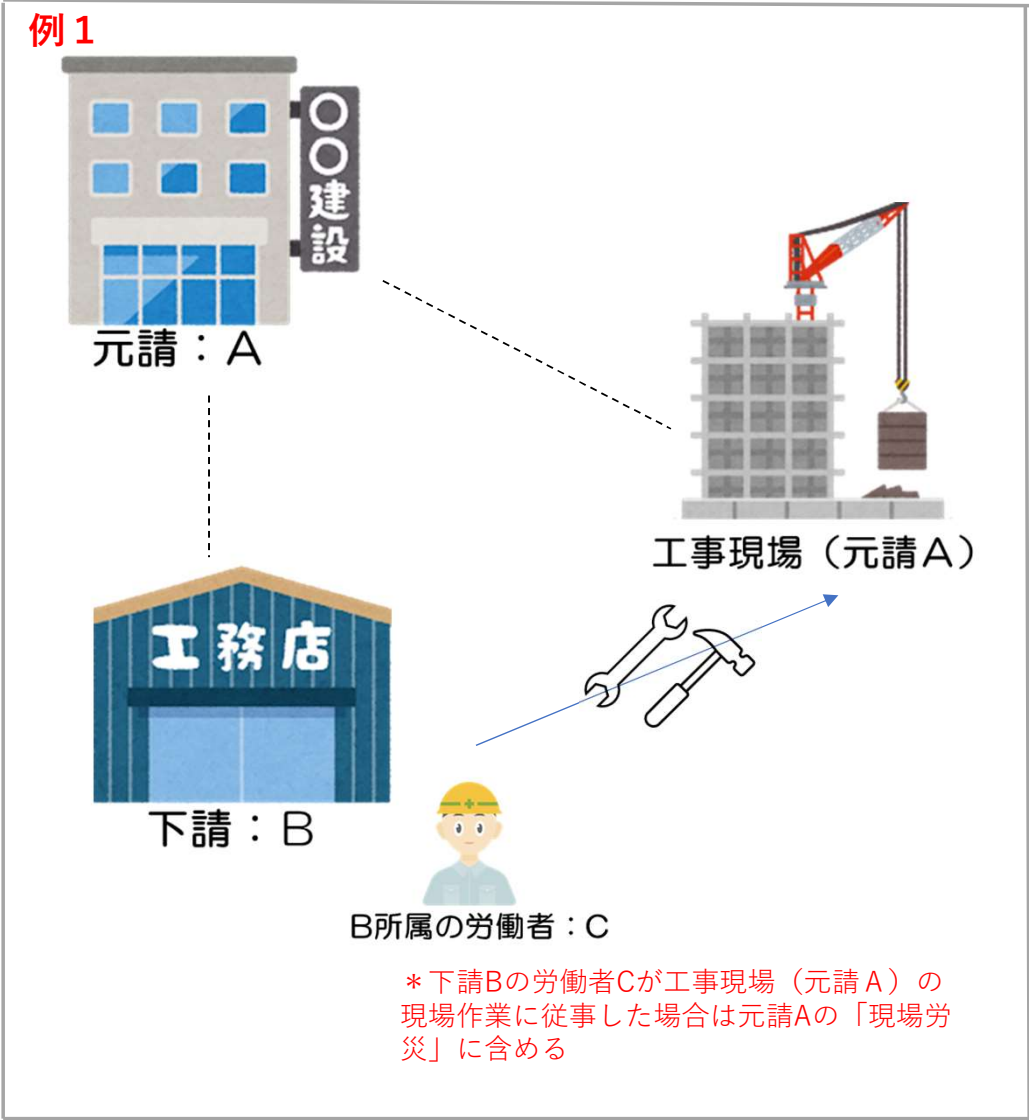 例１
〇〇建設
元請：A
工事現場（元請A）
工務店
下請：B
B所属の労働者：C
＊下請Bの労働者Cが工事現場（元請Ａ）の
現場作業に従事した場合は元請Aの「現場労
災」に含める